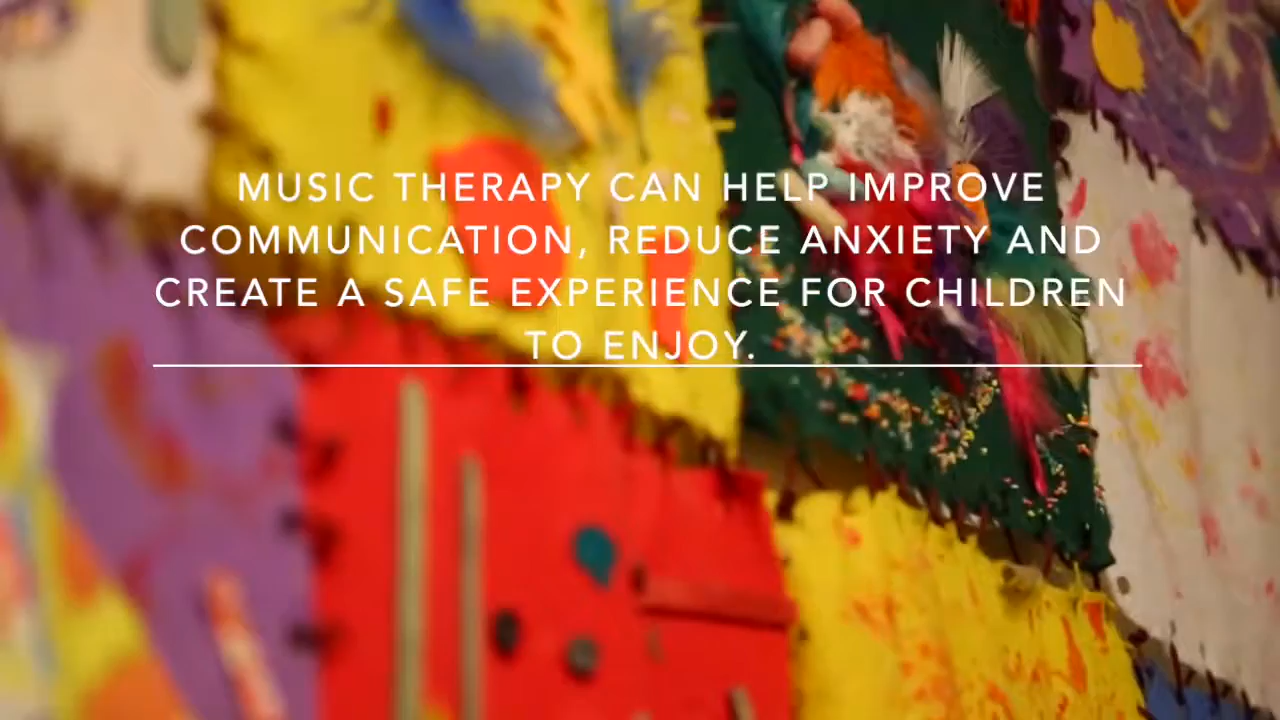 MUSIC THERAPY CAN HELP IMPROVE
COMMUNICATION, REDUCE ANXIETY AND
CREATE A SAFE EXPERIENCE FOR CHILDREN
TO ENJOY.